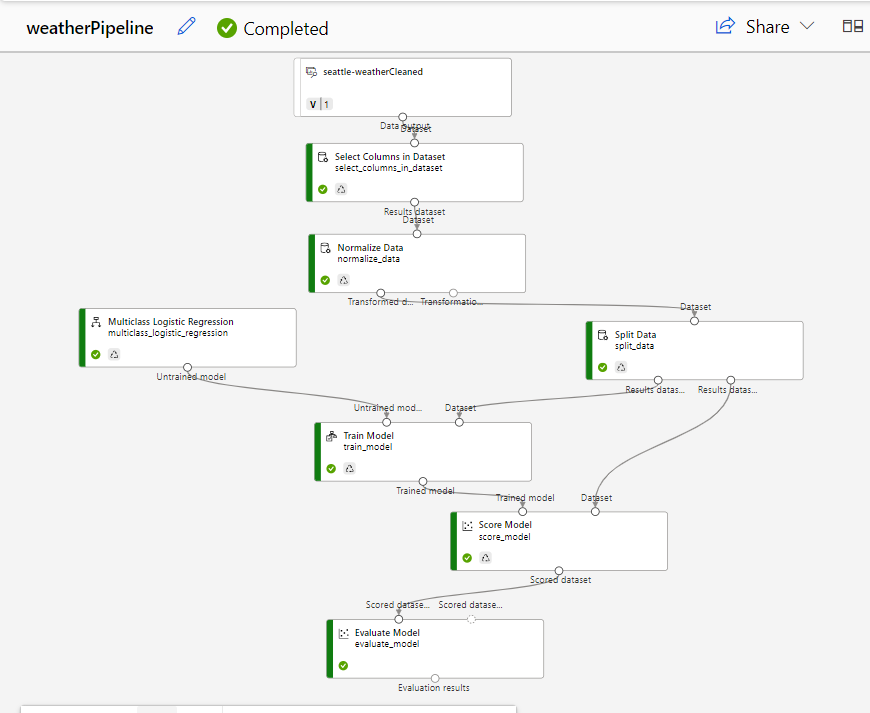 weatherPipeline
Completed
Share
seattle-weatherCleaned
V | 1
Data output
Dataset
Select Columns in Dataset
select_columns_in_dataset
Results dataset
Dataset
Normalize Data
normalize_data
Transformed d... Transformatio...
Dataset
Multiclass Logistic Regression
multiclass_logistic_regression
Split Data
split_data
Untrained model
Results datas... Results datas...
Untrained mod... Dataset
Train Model
train_model
Trained model
Trained model Dataset
Score Model
score_model
Scored dataset
Scored datase... Scored datase...
Evaluate Model
evaluate_model
Evaluation results